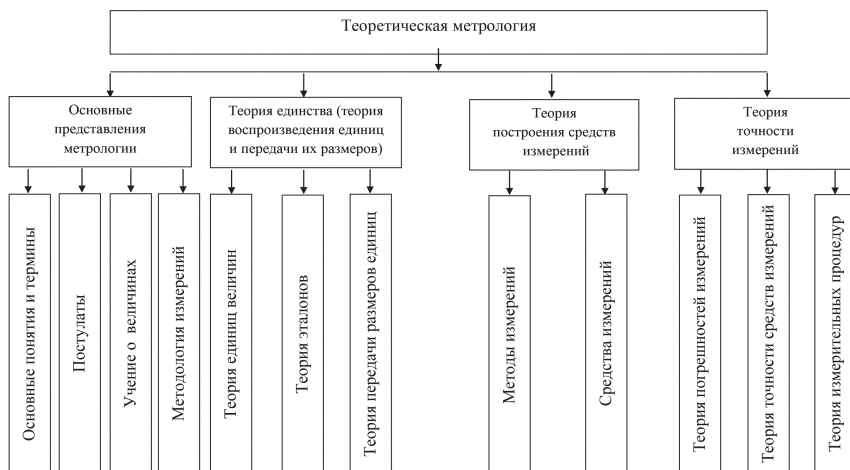 Теоретическая метрология
Основные
представления
метрологии
Теория единства (теория
воспроизведения единиц
и передачи их размеров)
Теория
построения средств
измерений
Теория
точности
измерений
Основные понятия и термины
Постулаты
Учение о величинах
Методология измерений
Теория единиц величин
Теория эталонов
Теория передачи размеров единиц
Методы измерений
Средства измерений
Теория погрешностей измерений
Теория точности средств измерений
Теория измерительных процедур